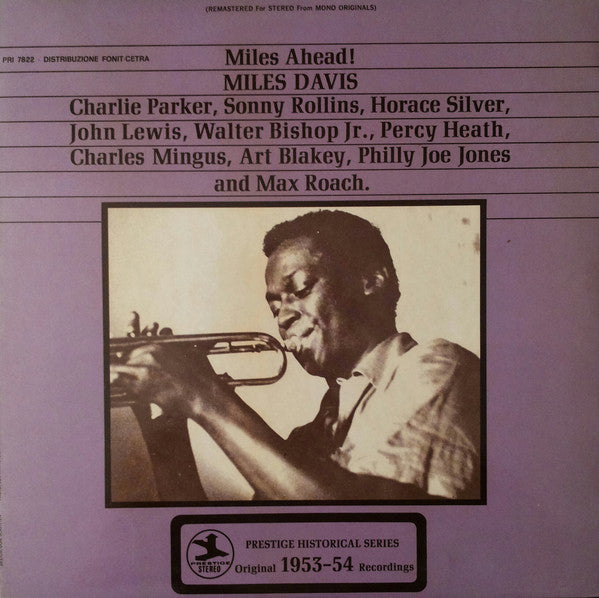 (REMASTERED For STEREO From MONO ORIGINALS)
PRI 7822 · DISTRIBUZIONE FONIT-CETRA
Miles Ahead!
MILES DAVIS
Charlie Parker, Sonny Rollins, Horace Silver,
John Lewis, Walter Bishop Jr., Percy Heath,
Charles Mingus, Art Blakey, Philly Joe Jones
and Max Roach.
PRESTIGE
STEREO
PRESTIGE HISTORICAL SERIES
Original 1953-54 Recordings